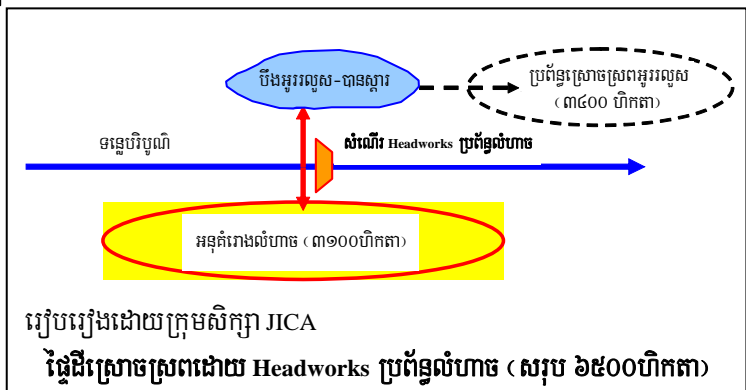 បឹងអូររលួស-បានស្តារ
ប្រព័ន្ធស្រោចស្រពអូររលួស
(៣៤០០ ហិកតា)
ទន្លេបរិបូណ៌
សំណើរ Headworks ប្រព័ន្ធលំហាច
អនុគំរោងលំហាច (៣១០០ហិកតា)
រៀបរៀងដោយក្រុមសិក្សា JICA
ផ្ទៃដីស្រោចស្រពដោយ Headworks ប្រព័ន្ធលំហាច (សរុប ៦៥០០ហិកតា)